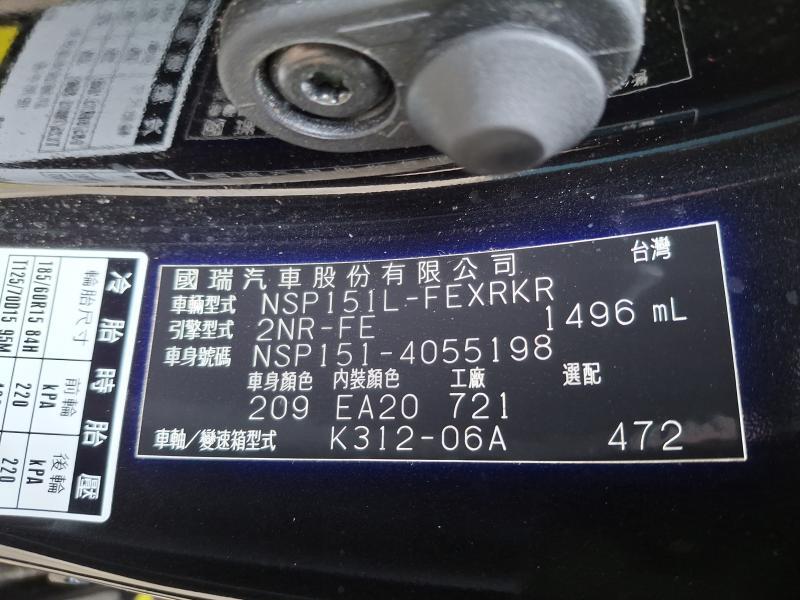 國瑞汽車股份有限公司 台灣
車輛型式 NSP151L-FEXRKR
引擎型式 2NR-FE 1496 mL
車身號碼 NSP151-4055198
車身顏色 內裝顏色 工廠 選配
209 EA20 721
車軸/變速箱型式 K312-06A 472
冷胎時胎壓
輪胎尺寸 前輪 後輪
kPa kPa
185/60R15 84H 220 220
T125/70D15 95M